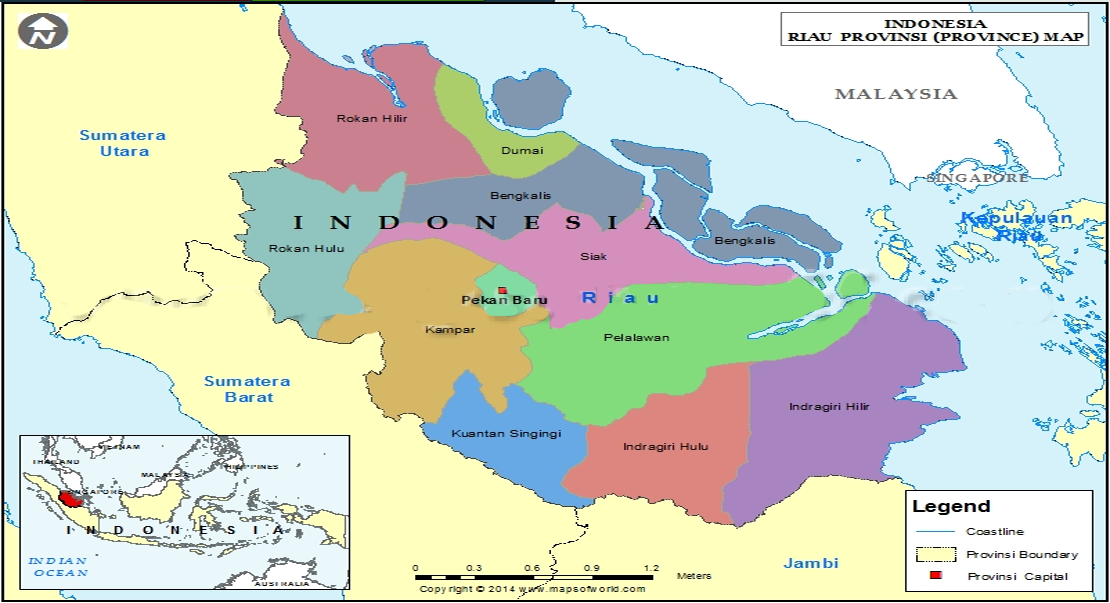 N
INDONESIA
RIAU PROVINSI (PROVINCE) MAP
MALAYSIA
SINGAPORE
Kepulauan
Riau
Sumatera
Utara
Rokan Hilir
Dumai
Bengkalis
I N D O N E S I A
Rokan Hulu
Bengkalis
Siak
Pekan Baru
R i a u
Kampar
Pelalawan
Sumatera
Barat
Indragiri Hilir
Kuantan Singingi
Indragiri Hulu
Jambi
VIETNAM
THAILAND
PHILIPPINES
MALAYSIA
SINGAPORE
I N D O N E S I A
INDIAN
OCEAN
AUSTRALIA
0 0.3 0.6 0.9 1.2
Meters
Copyright © 2014 www.mapsofworld.com
Legend
Coastline
Provinsi Boundary
Provinsi Capital